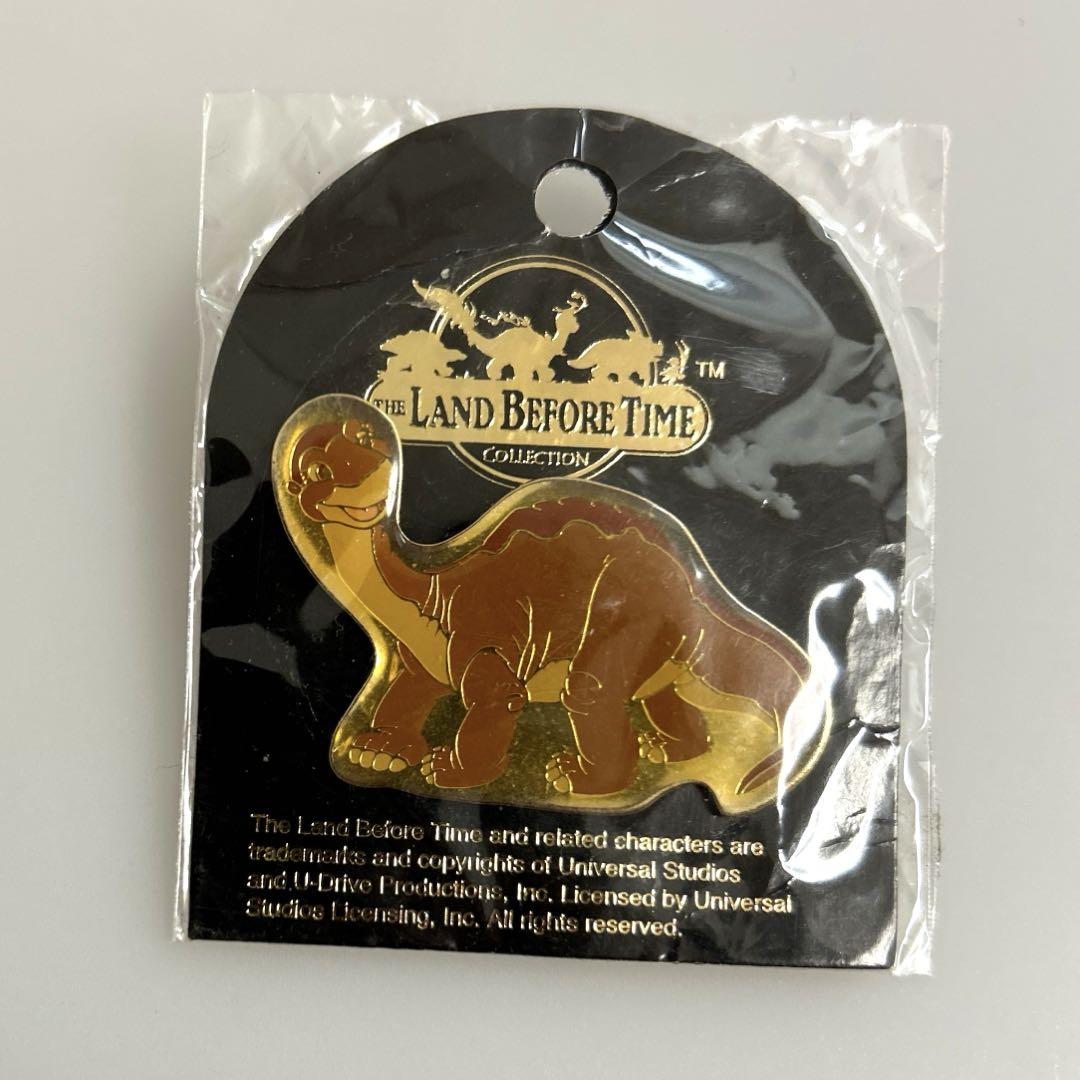 TM
THE LAND BEFORE TIME
COLLECTION
The Land Before Time and related characters are
trademarks and copyrights of Universal Studios
and U-Drive Productions, Inc. Licensed by Universal
Studios Licensing, Inc. All rights reserved.